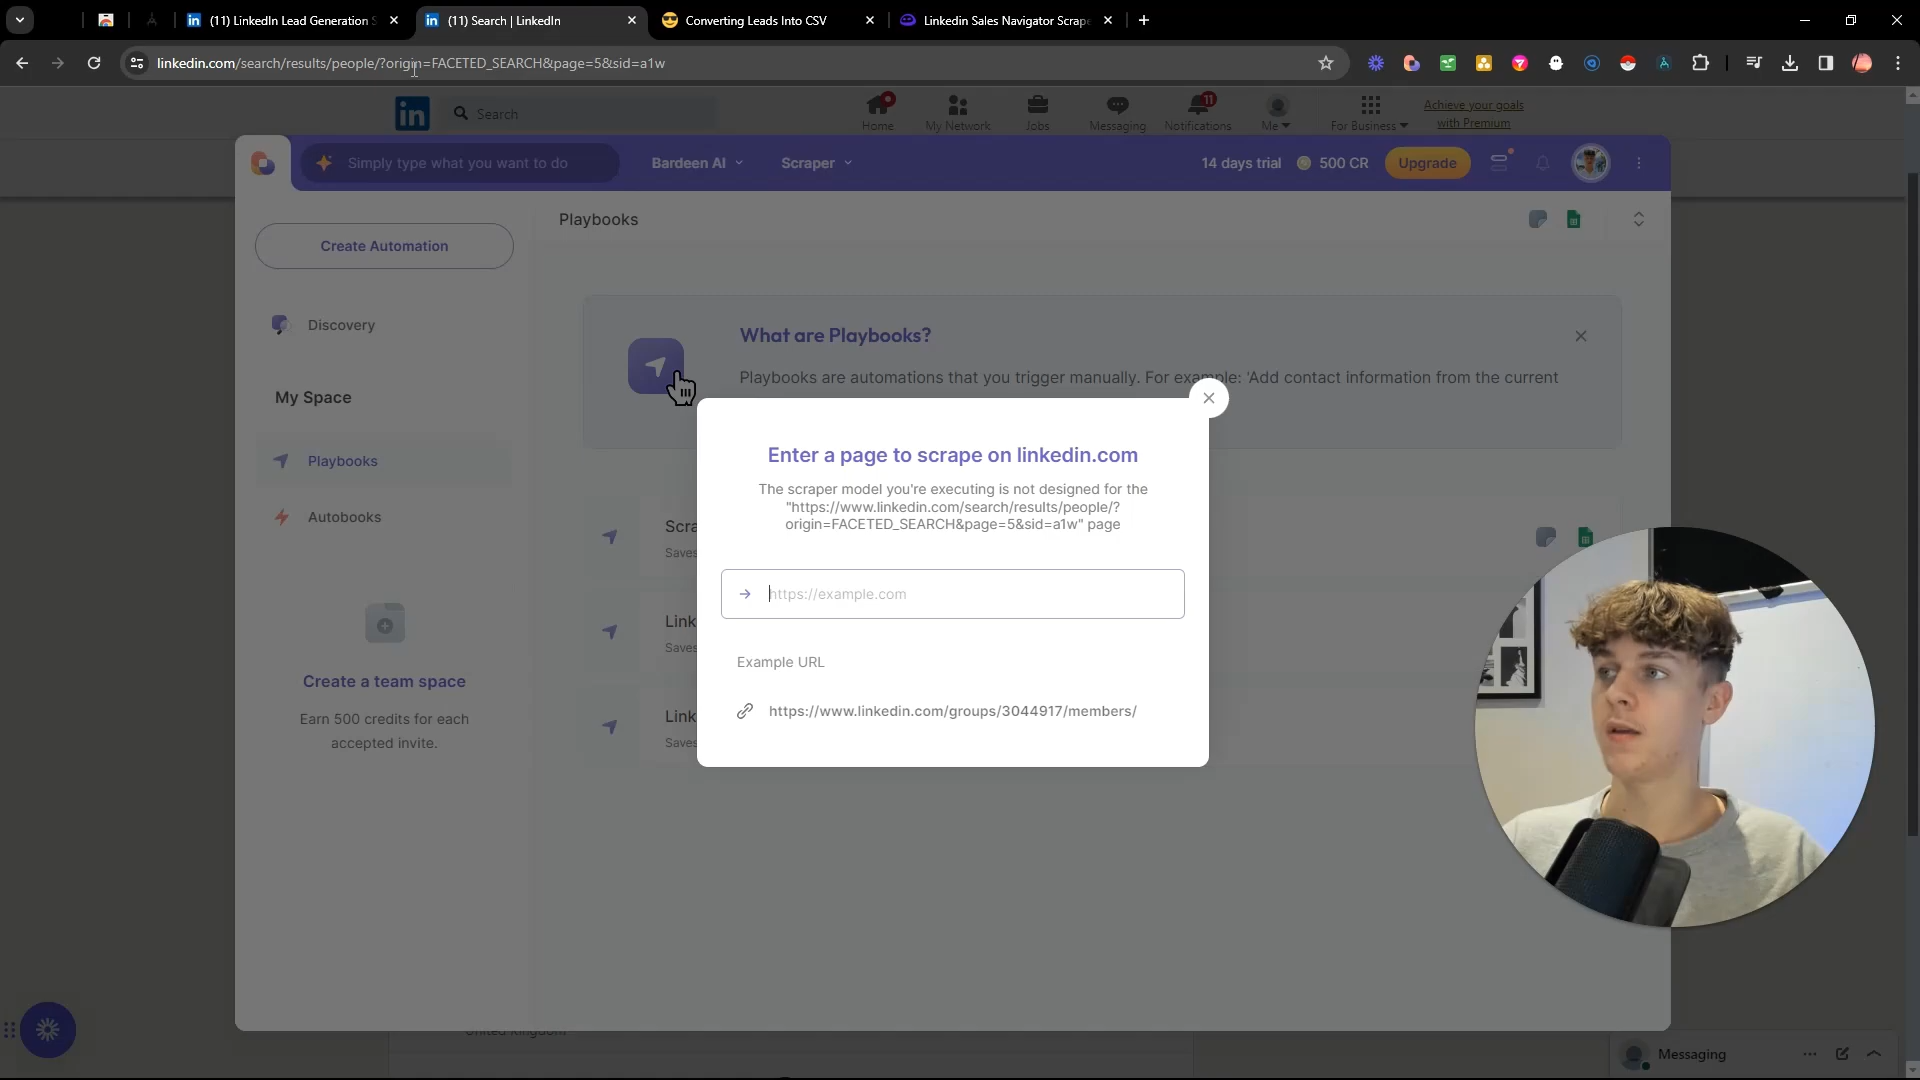 (11) LinkedIn Lead Generation S
(11) Search | LinkedIn
Converting Leads Into CSV
Linkedin Sales Navigator Scrape
linkedin.com/search/results/people/?origin=FACETED_SEARCH&page=5&sid=a1w
in
Search
Home
My Network
Jobs
Messaging
11
Notifications
Me
For Business
Achieve your goals
with Premium
Simply type what you want to do
Bardeen AI
Scraper
14 days trial
500 CR
Upgrade
Create Automation
Discovery
My Space
Playbooks
Autobooks
Create a team space
Earn 500 credits for each
accepted invite.
Playbooks
What are Playbooks?
Playbooks are automations that you trigger manually. For example: 'Add contact information from the current
Scra
Saves
Link
Saves
Link
Saves
Enter a page to scrape on linkedin.com
The scraper model you're executing is not designed for the
"https://www.linkedin.com/search/results/people/?
origin=FACETED_SEARCH&page=5&sid=a1w" page
https://example.com
Example URL
https://www.linkedin.com/groups/3044917/members/
United Kingdom
Messaging